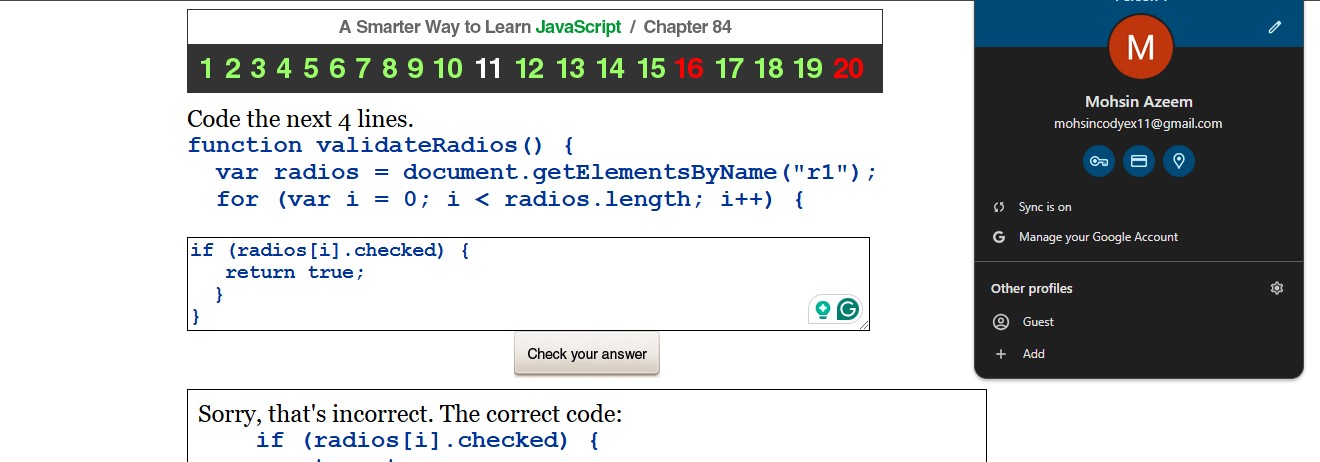 A Smarter Way to Learn JavaScript / Chapter 84
1 2 3 4 5 6 7 8 9 10 11 12 13 14 15 16 17 18 19 20
Code the next 4 lines.
function validateRadios() {
  var radios = document.getElementsByName("r1");
  for (var i = 0; i < radios.length; i++) {
if (radios[i].checked) {
   return true;
  }
}
Check your answer
Sorry, that's incorrect. The correct code:
if (radios[i].checked) {
M
Mohsin Azeem
mohsincodyex11@gmail.com
Sync is on
G Manage your Google Account
Other profiles
Guest
+ Add